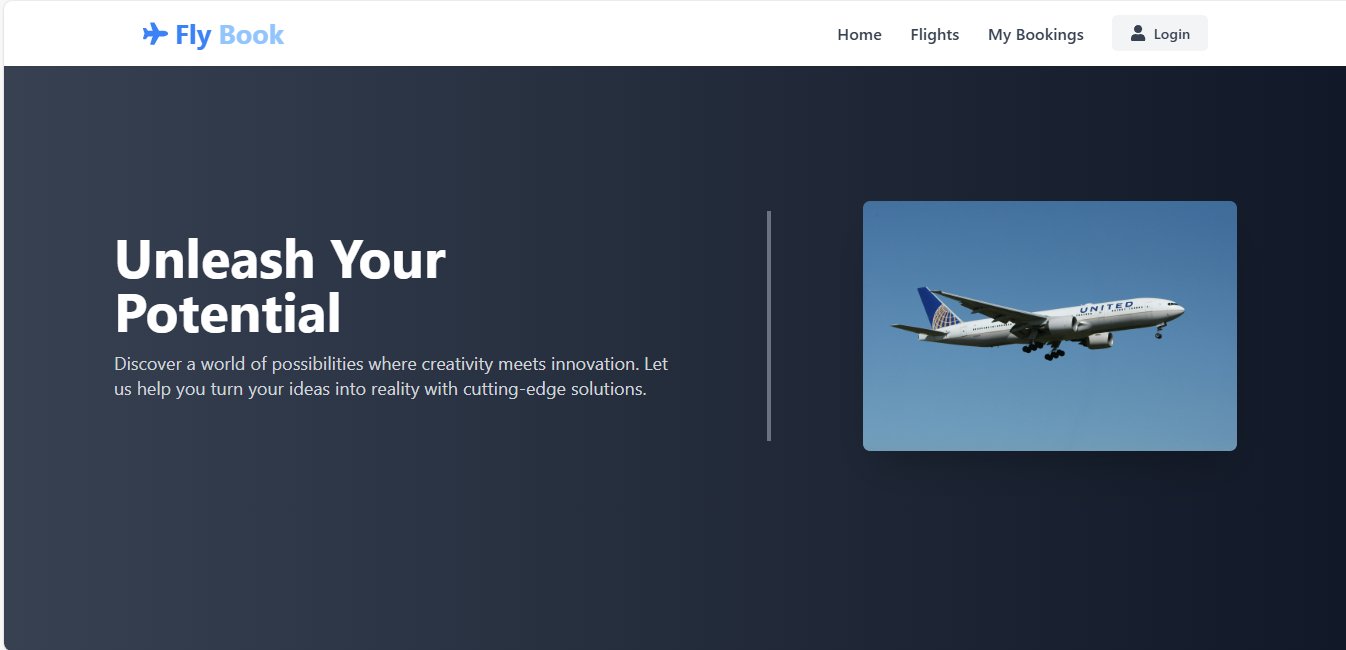 Fly Book
Home
Flights
My Bookings
Login
Unleash Your
Potential
Discover a world of possibilities where creativity meets innovation. Let
us help you turn your ideas into reality with cutting-edge solutions.
UNITED